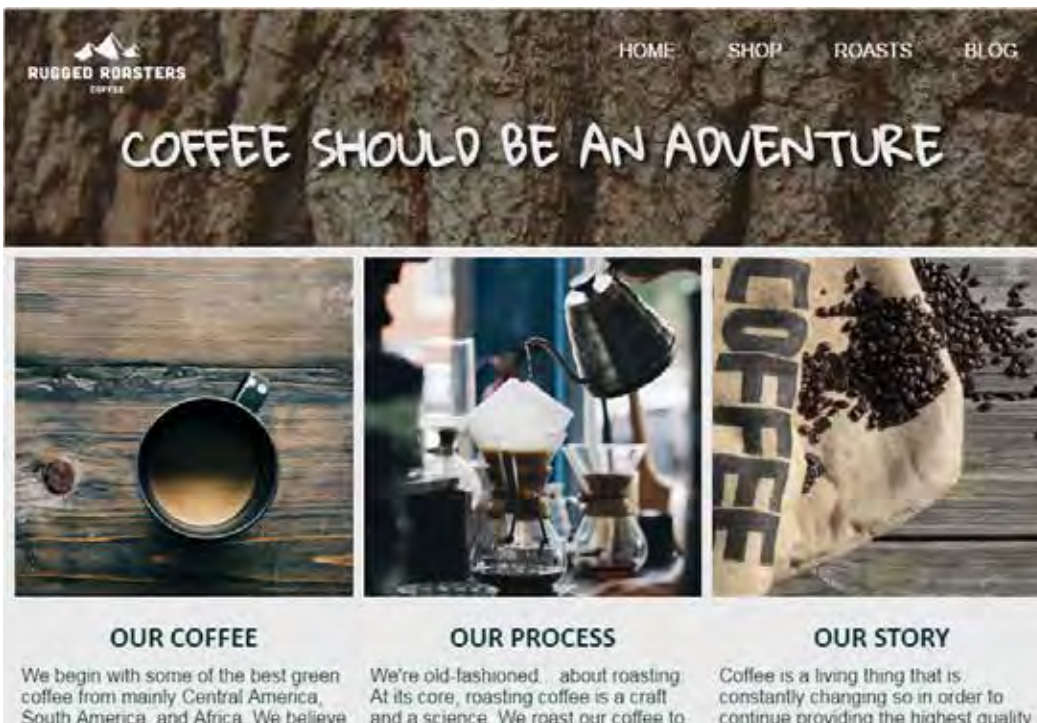 RUGGED ROASTERS
COFFEE
HOME SHOP ROASTS BLOG
COFFEE SHOULD BE AN ADVENTURE
COFFEE
OUR COFFEE
We begin with some of the best green
coffee from mainly Central America,
South America, and Africa. We believe
OUR PROCESS
We're old-fashioned... about roasting.
At its core, roasting coffee is a craft
and a science. We roast our coffee to
OUR STORY
Coffee is a living thing that is
constantly changing so in order to
continue providing the highest quality